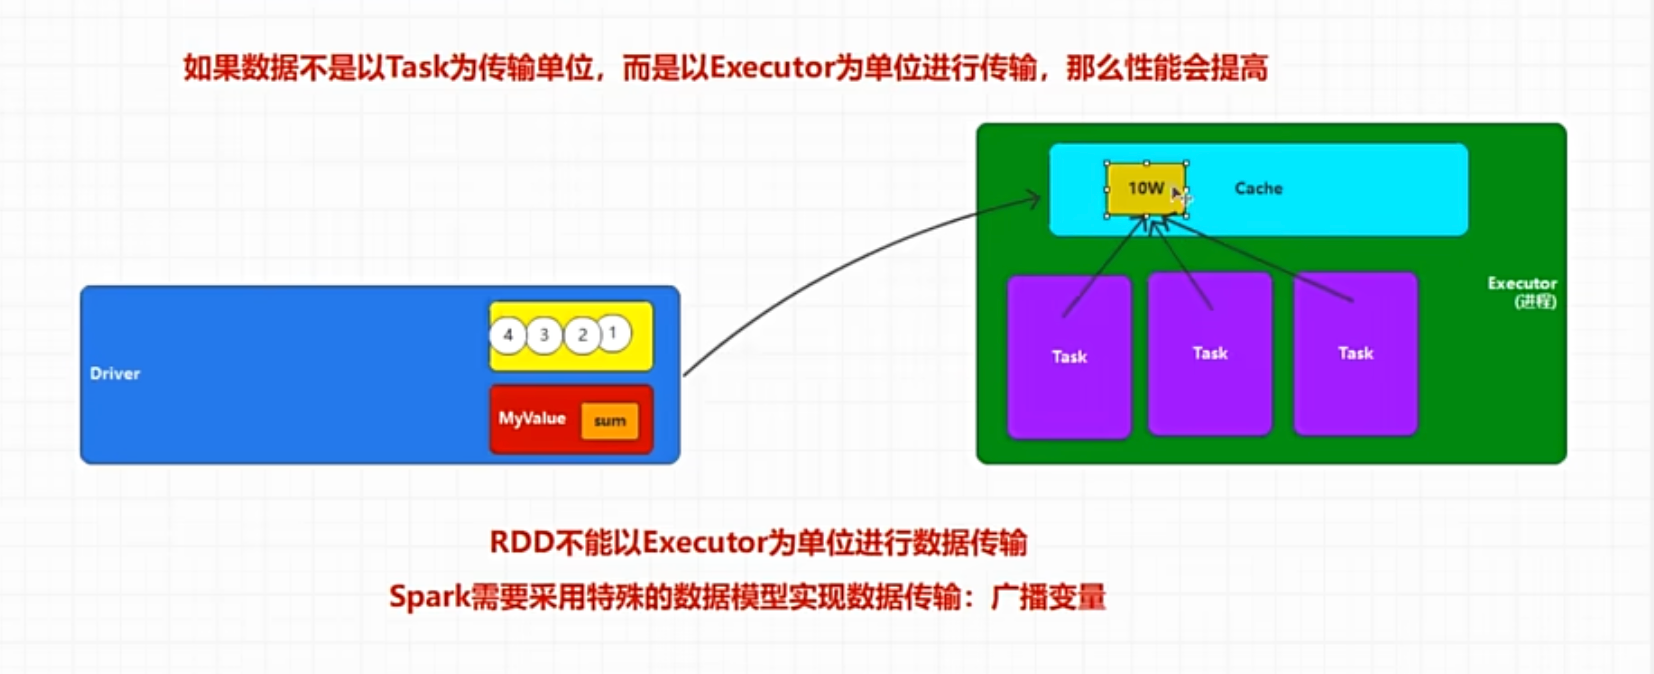 如果数据不是以Task为传输单位，而是以Executor为单位进行传输，那么性能会提高
10W
Cache
Executor
(进程)
4 3 2 1
Driver
MyValue sum
Task Task Task
RDD不能以Executor为单位进行数据传输
Spark需要采用特殊的数据模型实现数据传输：广播变量